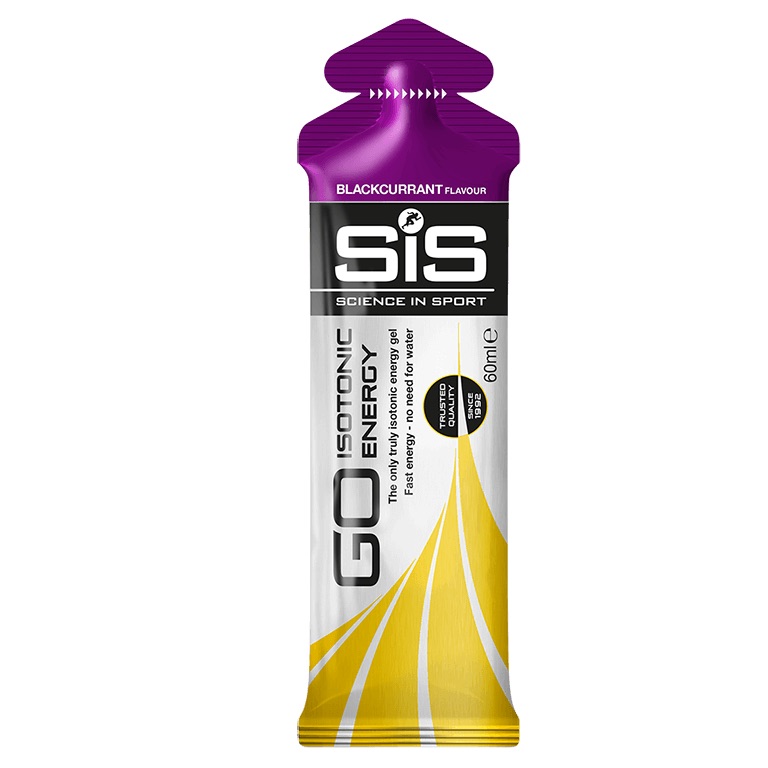 BLACKCURRANT FLAVOUR
SiS
SCIENCE IN SPORT
GO ISOTONIC
ENERGY
The only truly isotonic energy gel
Fast energy - no need for water
60ml℮
TRUSTED
QUALITY
SINCE
1992